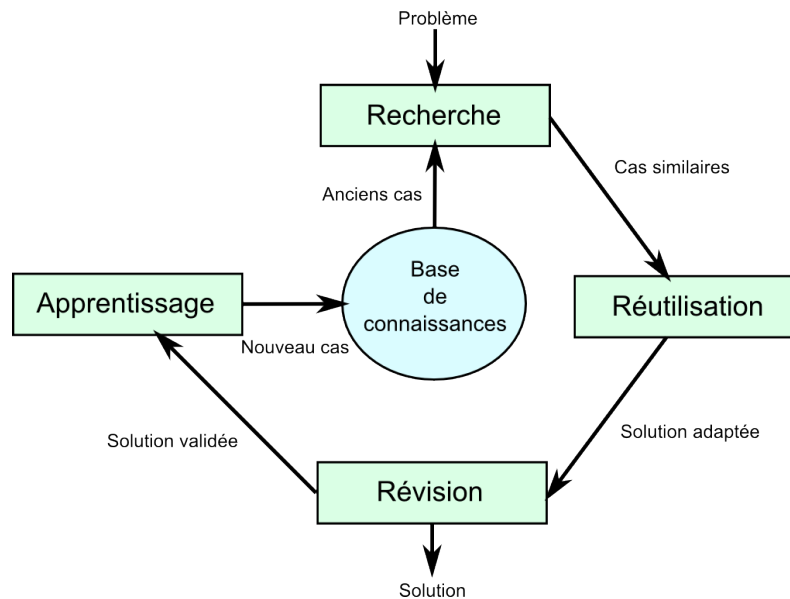 Problème
Recherche
Cas similaires
Anciens cas
Base
de
connaissances
Apprentissage
Réutilisation
Nouveau cas
Solution adaptée
Solution validée
Révision
Solution